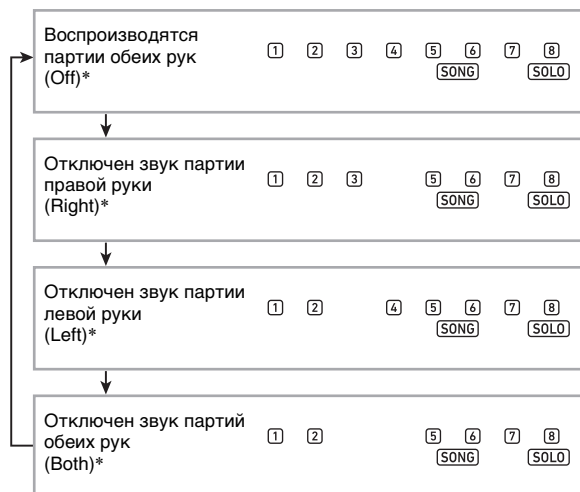 Воспроизводятся
партии обеих рук
(Off)*
1 2 3 4 5 6 7 8
SONG SOLO
Отключен звук партии
правой руки
(Right)*
1 2 3 5 6 7 8
SONG SOLO
Отключен звук партии
левой руки
(Left)*
1 2 4 5 6 7 8
SONG SOLO
Отключен звук партий
обеих рук
(Both)*
1 2 5 6 7 8
SONG SOLO